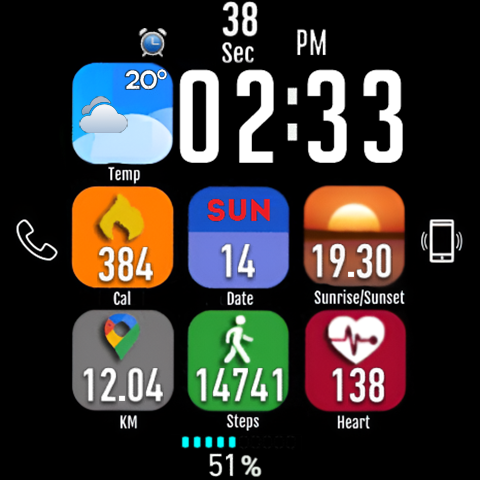 38
Sec
PM
20°
02:33
Temp
SUN
384
14
19.30
Cal
Date
Sunrise/Sunset
12.04
14741
138
KM
Steps
Heart
51%